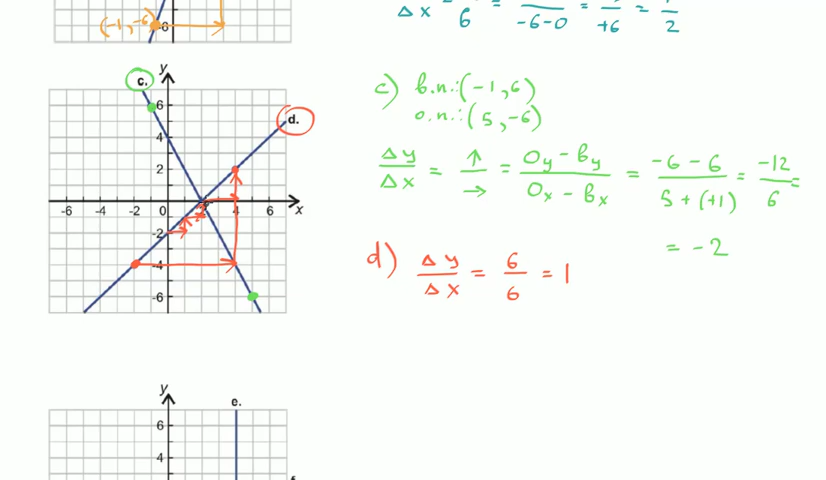 (-1,-6)
6
Δx 6 = -6-0 = +6 = 2
y
c.
d.
6
4
2
-6 -4 -2 0 2 4 6 x
-2
-4
-6
c) b.n.: (-1,6)
o.n.: (5,-6)
Δy/Δx = ↑/→ = (Oy - by)/(Ox - bx) = (-6 - 6)/(5 + (+1)) = -12/6 =
= -2
d) Δy/Δx = 6/6 = 1
y
e.
6
4